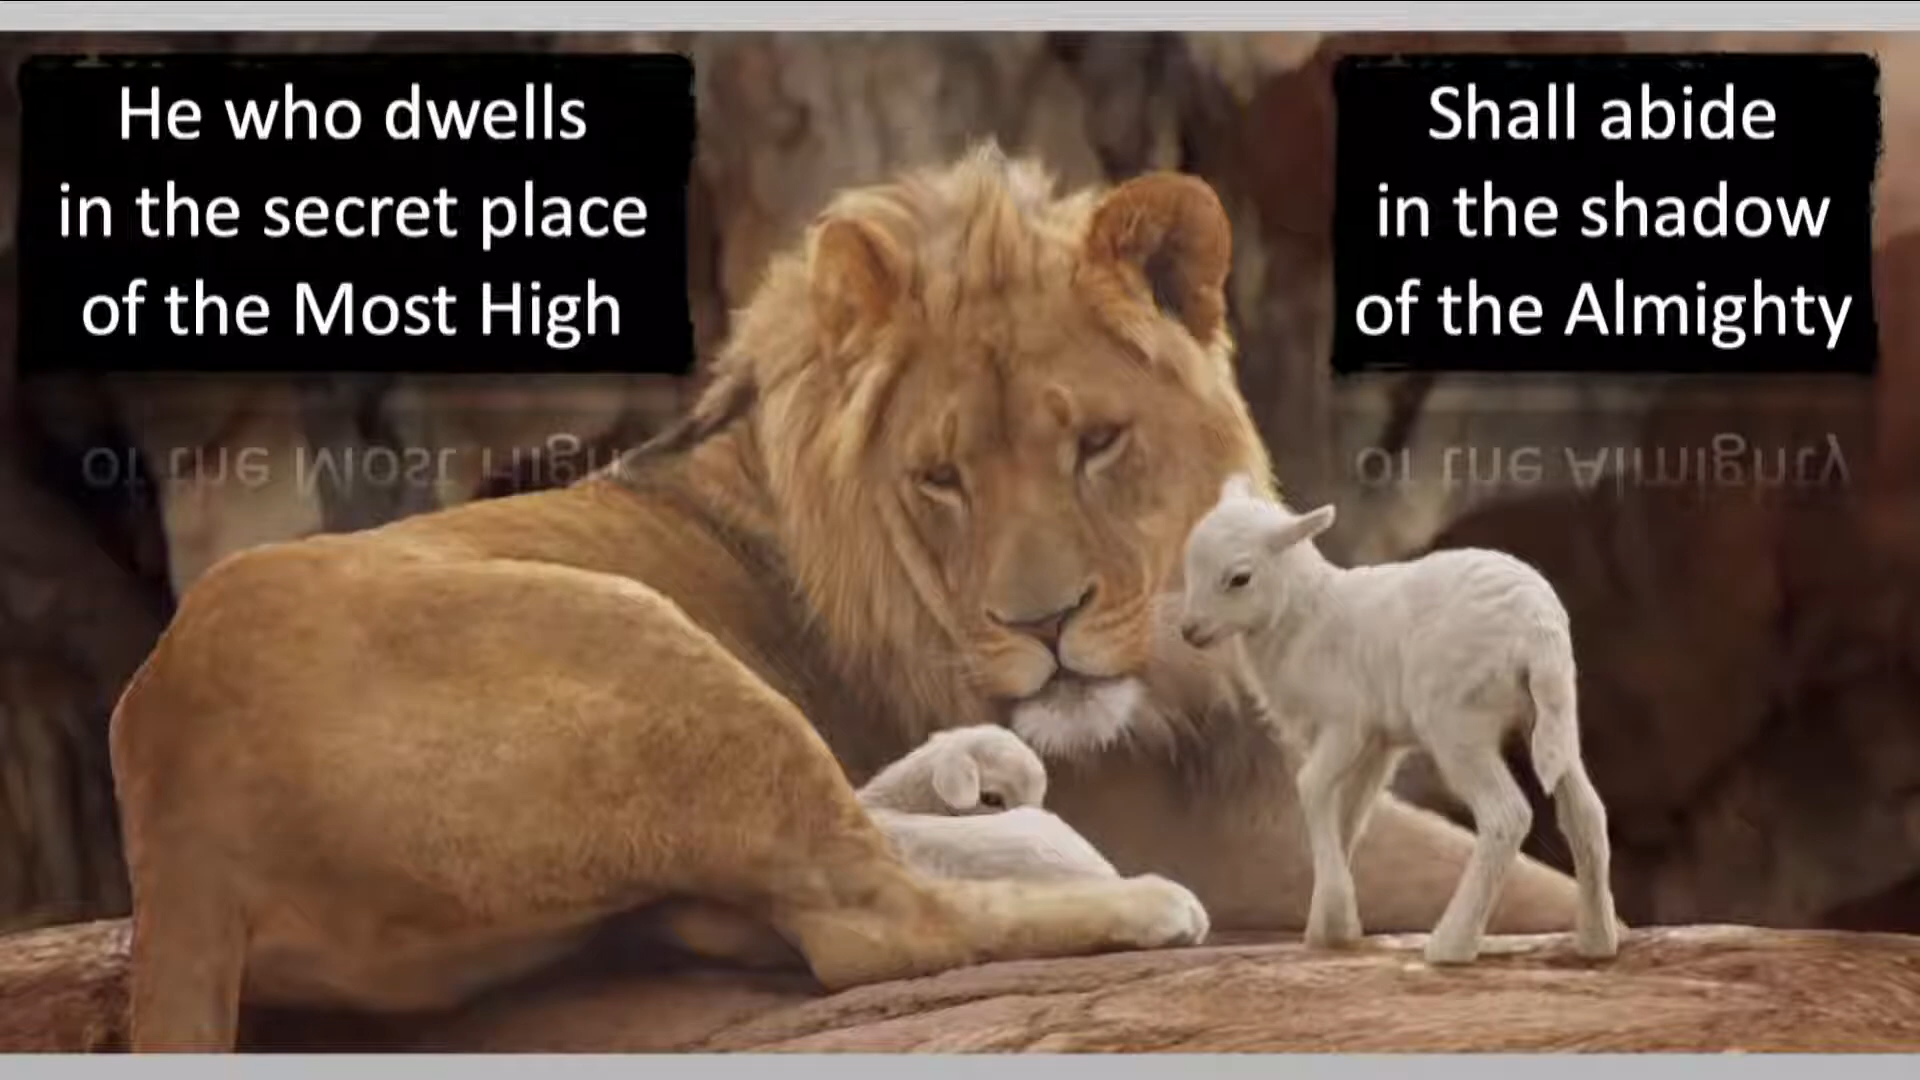 He who dwells
in the secret place
of the Most High
Shall abide
in the shadow
of the Almighty